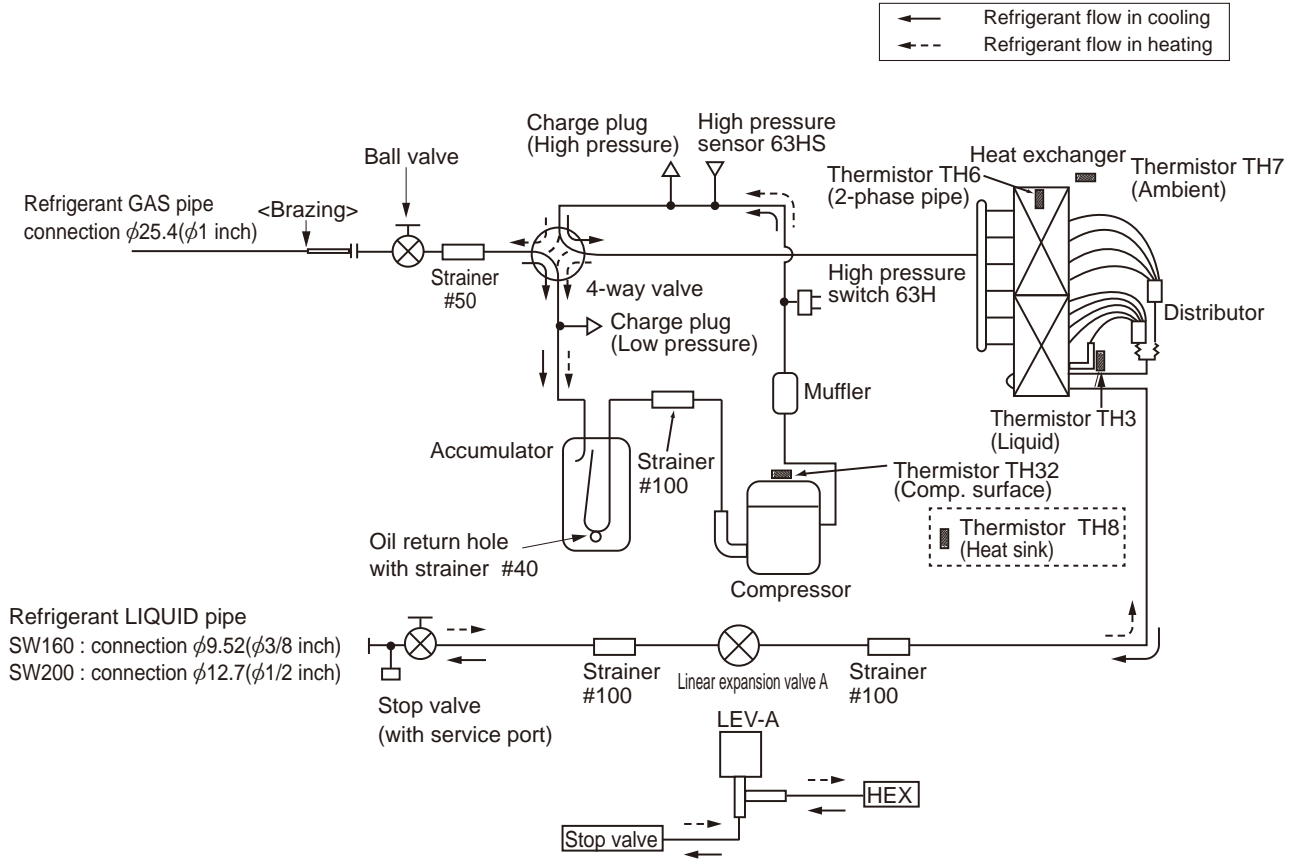 Refrigerant flow in cooling
Refrigerant flow in heating
Charge plug
(High pressure)
High pressure
sensor 63HS
Ball valve
Heat exchanger
Thermistor TH6
(2-phase pipe)
Thermistor TH7
(Ambient)
Refrigerant GAS pipe
connection ϕ25.4(ϕ1 inch)
<Brazing>
Strainer
#50
4-way valve
High pressure
switch 63H
Distributor
Charge plug
(Low pressure)
Muffler
Thermistor TH3
(Liquid)
Accumulator
Strainer
#100
Thermistor TH32
(Comp. surface)
Thermistor TH8
(Heat sink)
Oil return hole
with strainer #40
Compressor
Refrigerant LIQUID pipe
SW160 : connection ϕ9.52(ϕ3/8 inch)
SW200 : connection ϕ12.7(ϕ1/2 inch)
Strainer
#100
Linear expansion valve A
Strainer
#100
Stop valve
(with service port)
LEV-A
HEX
Stop valve